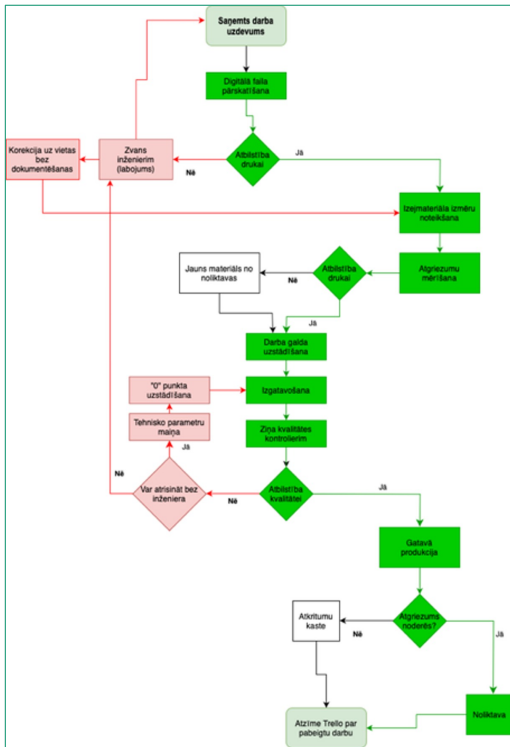 Saņemts darba
uzdevums
Digitālā faila
pārskatīšana
Atbilstība
drukai
Jā
Nē
Zvans
inženierim
(labojums)
Korekcija uz vietas
bez
dokumentēšanas
Izejmateriāla izmēru
noteikšana
Atgriezumu
mērīšana
Atbilstība
drukai
Nē
Jauns materiāls no
noliktavas
Jā
Darba galda
uzstādīšana
"0" punkta
uzstādīšana
Izgatavošana
Tehnisko parametru
maiņa
Ziņa kvalitātes
kontrolierim
Jā
Nē
Var atrisināt bez
inženiera
Nē
Atbilstība
kvalitātei
Jā
Gatavā
produkcija
Atkritumu
kaste
Nē
Atgriezums
noderēs?
Jā
Atzīme Trello par
pabeigtu darbu
Noliktava